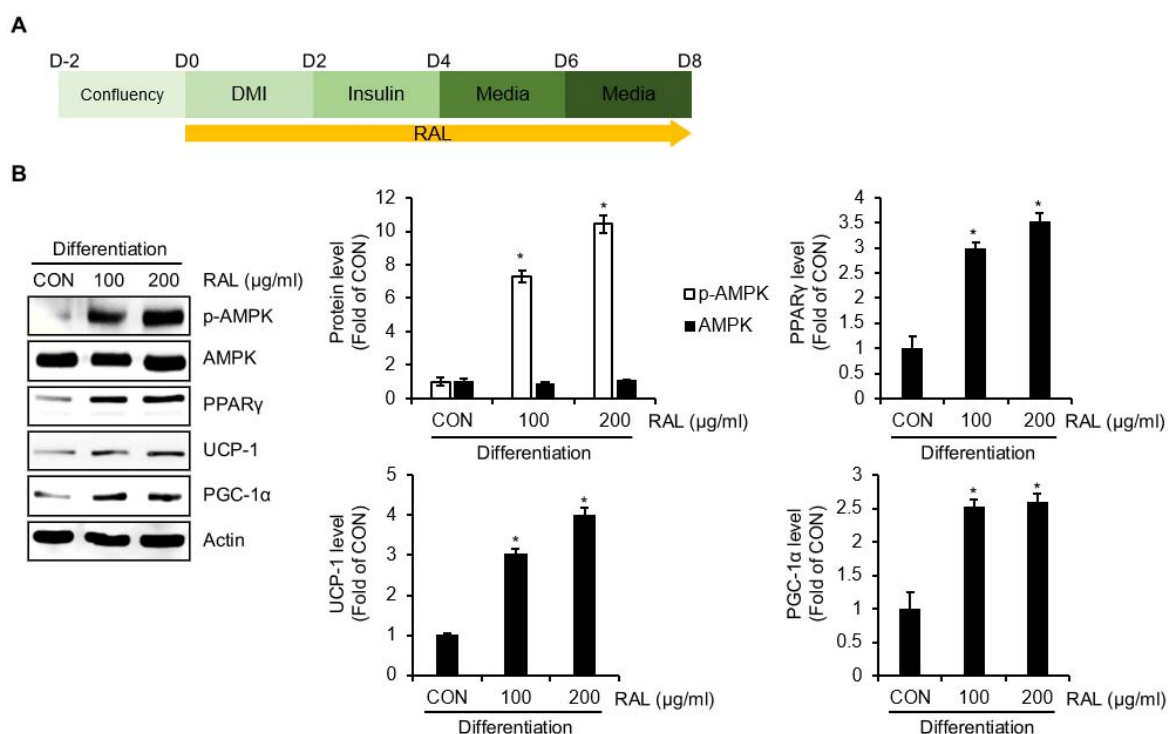 A
D-2 D0 D2 D4 D6 D8
Confluency DMI Insulin Media Media
RAL
B
Differentiation
CON 100 200 RAL (µg/ml)
p-AMPK
AMPK
PPARγ
UCP-1
PGC-1α
Actin
Protein level
(Fold of CON)
12
10
8
6
4
2
0
* *
p-AMPK
AMPK
CON 100 200 RAL (µg/ml)
Differentiation
PPARγ level
(Fold of CON)
4
3.5
3
2.5
2
1.5
1
0.5
0
* *
CON 100 200 RAL (µg/ml)
Differentiation
UCP-1 level
(Fold of CON)
5
4
3
2
1
0
* *
CON 100 200 RAL (µg/ml)
Differentiation
PGC-1α level
(Fold of CON)
3
2.5
2
1.5
1
0.5
0
* *
CON 100 200 RAL (µg/ml)
Differentiation